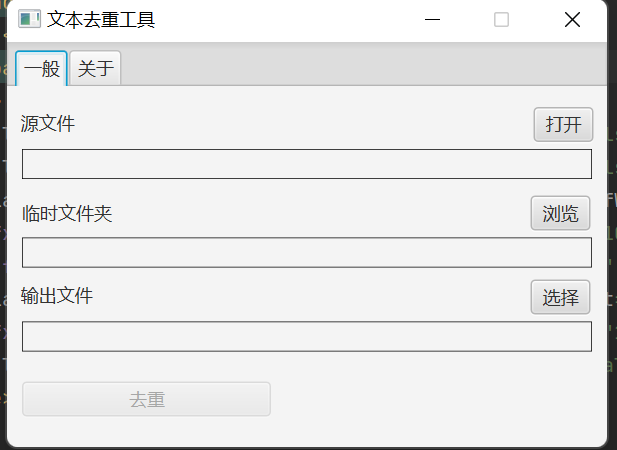 文本去重工具
一般 关于
源文件 打开
临时文件夹 浏览
输出文件 选择
去重